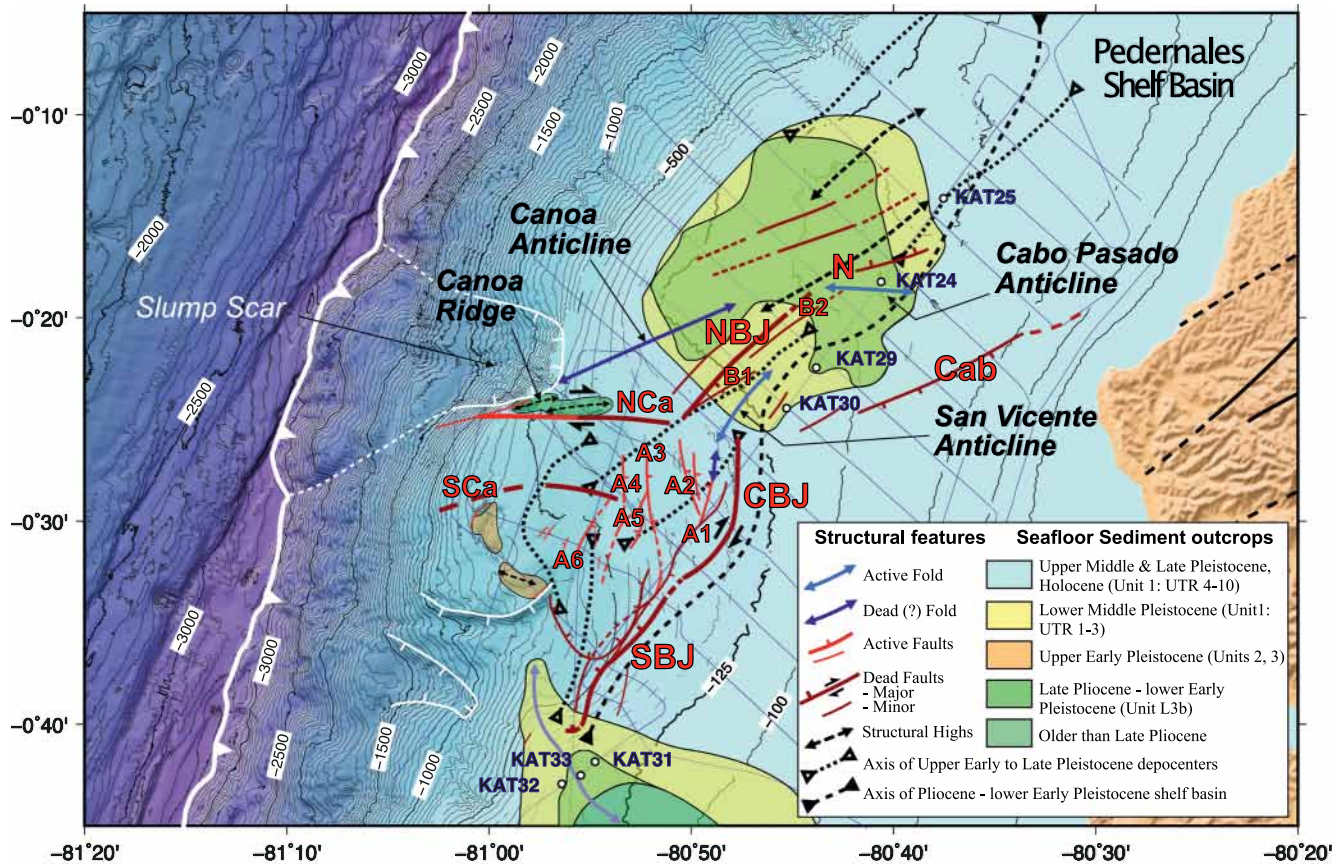 Pedernales
Shelf Basin
−0°10'
−0°20'
−0°30'
−0°40'
−3000
−2500
−2000
−1500
−1000
−500
−2000
Canoa
Anticline
Canoa
Ridge
Slump Scar
KAT25
N
KAT24
Cabo Pasado
Anticline
B2
NBJ
KAT29
B1
Cab
NCa
KAT30
San Vicente
Anticline
A3
SCa
A4
A2
CBJ
A5
A1
A6
SBJ
−3000
−3000
−2500
−1500
−1000
−125
−100
KAT33
KAT31
KAT32
Structural features
Active Fold
Dead (?) Fold
Active Faults
Dead Faults
- Major
- Minor
Structural Highs
Axis of Upper Early to Late Pleistocene depocenters
Axis of Pliocene - lower Early Pleistocene shelf basin
Seafloor Sediment outcrops
Upper Middle & Late Pleistocene,
Holocene (Unit 1: UTR 4-10)
Lower Middle Pleistocene (Unit1:
UTR 1-3)
Upper Early Pleistocene (Units 2, 3)
Late Pliocene - lower Early
Pleistocene (Unit L3b)
Older than Late Pliocene
−81°20'
−81°10'
−81°00'
−80°50'
−80°40'
−80°30'
−80°20'